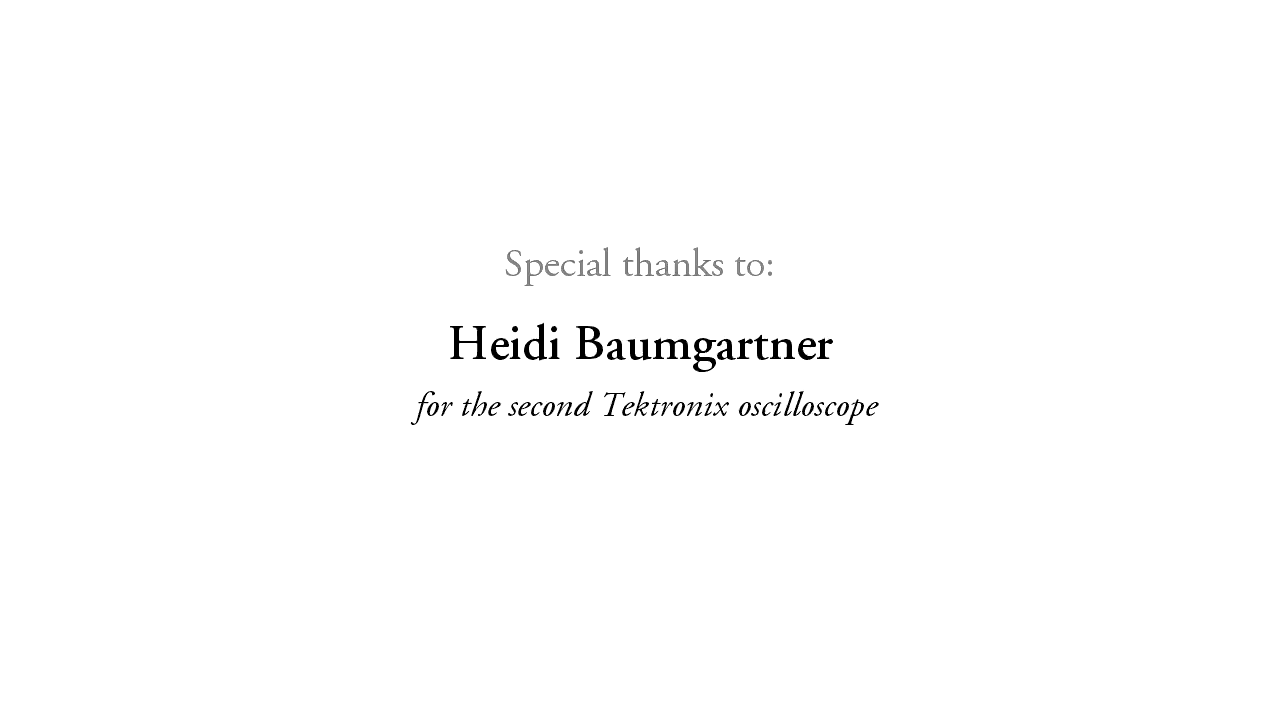 Special thanks to:
Heidi Baumgartner
for the second Tektronix oscilloscope